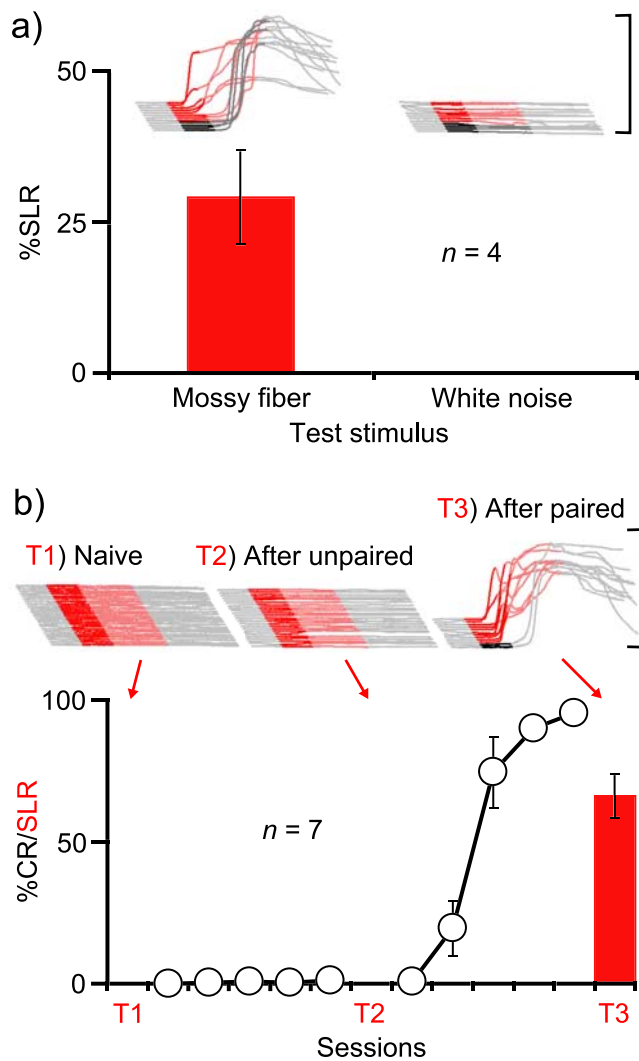 a)
50
25
0
%SLR
n = 4
Mossy fiber
White noise
Test stimulus
b)
T3) After paired
T1) Naive
T2) After unpaired
100
50
0
%CR/SLR
n = 7
T1
T2
T3
Sessions